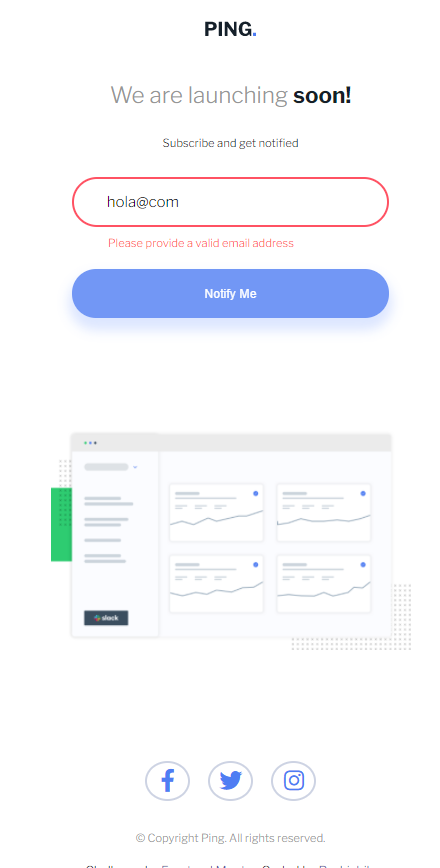 PING.
We are launching soon!
Subscribe and get notified
hola@com
Please provide a valid email address
Notify Me
slack
© Copyright Ping. All rights reserved.